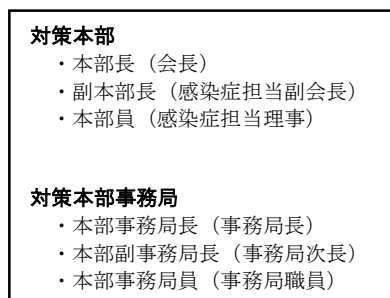 対策本部
・本部長（会長）
・副本部長（感染症担当副会長）
・本部員（感染症担当理事）
対策本部事務局
・本部事務局長（事務局長）
・本部副事務局長（事務局次長）
・本部事務局員（事務局職員）